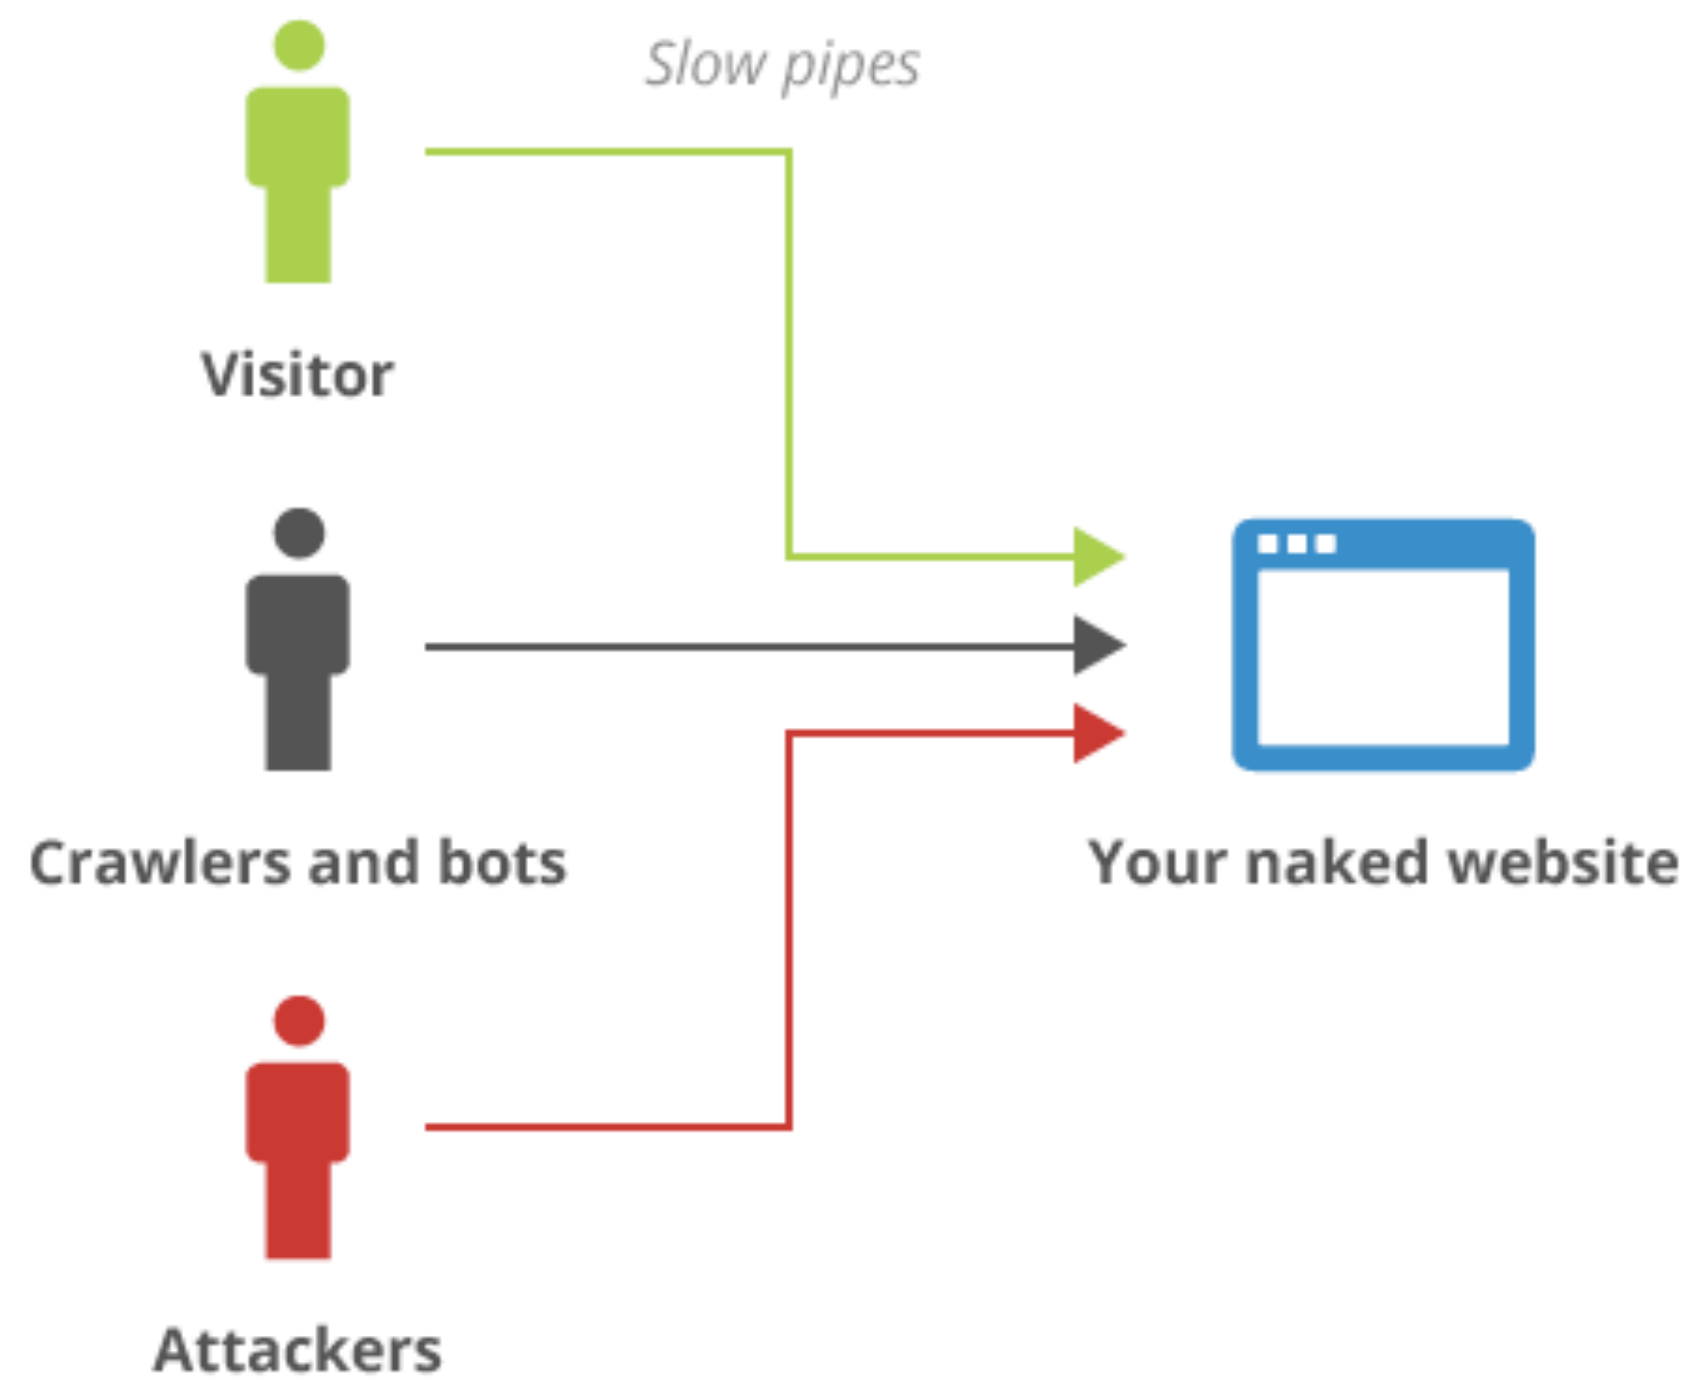 Slow pipes
Visitor
Crawlers and bots
Your naked website
Attackers